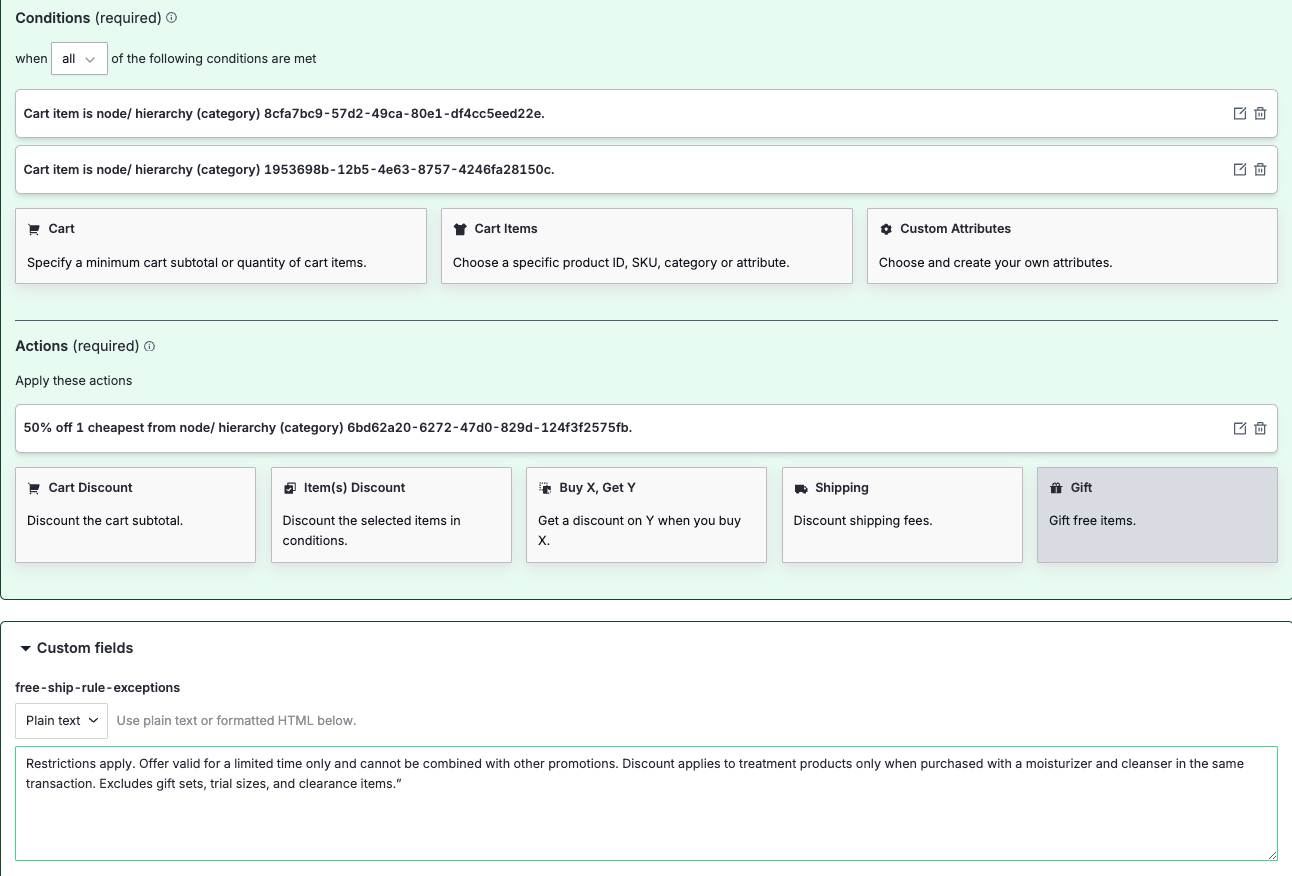 Conditions (required)
when all of the following conditions are met
Cart item is node/ hierarchy (category) 8cfa7bc9-57d2-49ca-80e1-df4cc5eed22e.
Cart item is node/ hierarchy (category) 1953698b-12b5-4e63-8757-4246fa28150c.
Cart
Specify a minimum cart subtotal or quantity of cart items.
Cart Items
Choose a specific product ID, SKU, category or attribute.
Custom Attributes
Choose and create your own attributes.
Actions (required)
Apply these actions
50% off 1 cheapest from node/ hierarchy (category) 6bd62a20-6272-47d0-829d-124f3f2575fb.
Cart Discount
Discount the cart subtotal.
Item(s) Discount
Discount the selected items in
conditions.
Buy X, Get Y
Get a discount on Y when you buy
X.
Shipping
Discount shipping fees.
Gift
Gift free items.
Custom fields
free-ship-rule-exceptions
Plain text Use plain text or formatted HTML below.
Restrictions apply. Offer valid for a limited time only and cannot be combined with other promotions. Discount applies to treatment products only when purchased with a moisturizer and cleanser in the same
transaction. Excludes gift sets, trial sizes, and clearance items.”